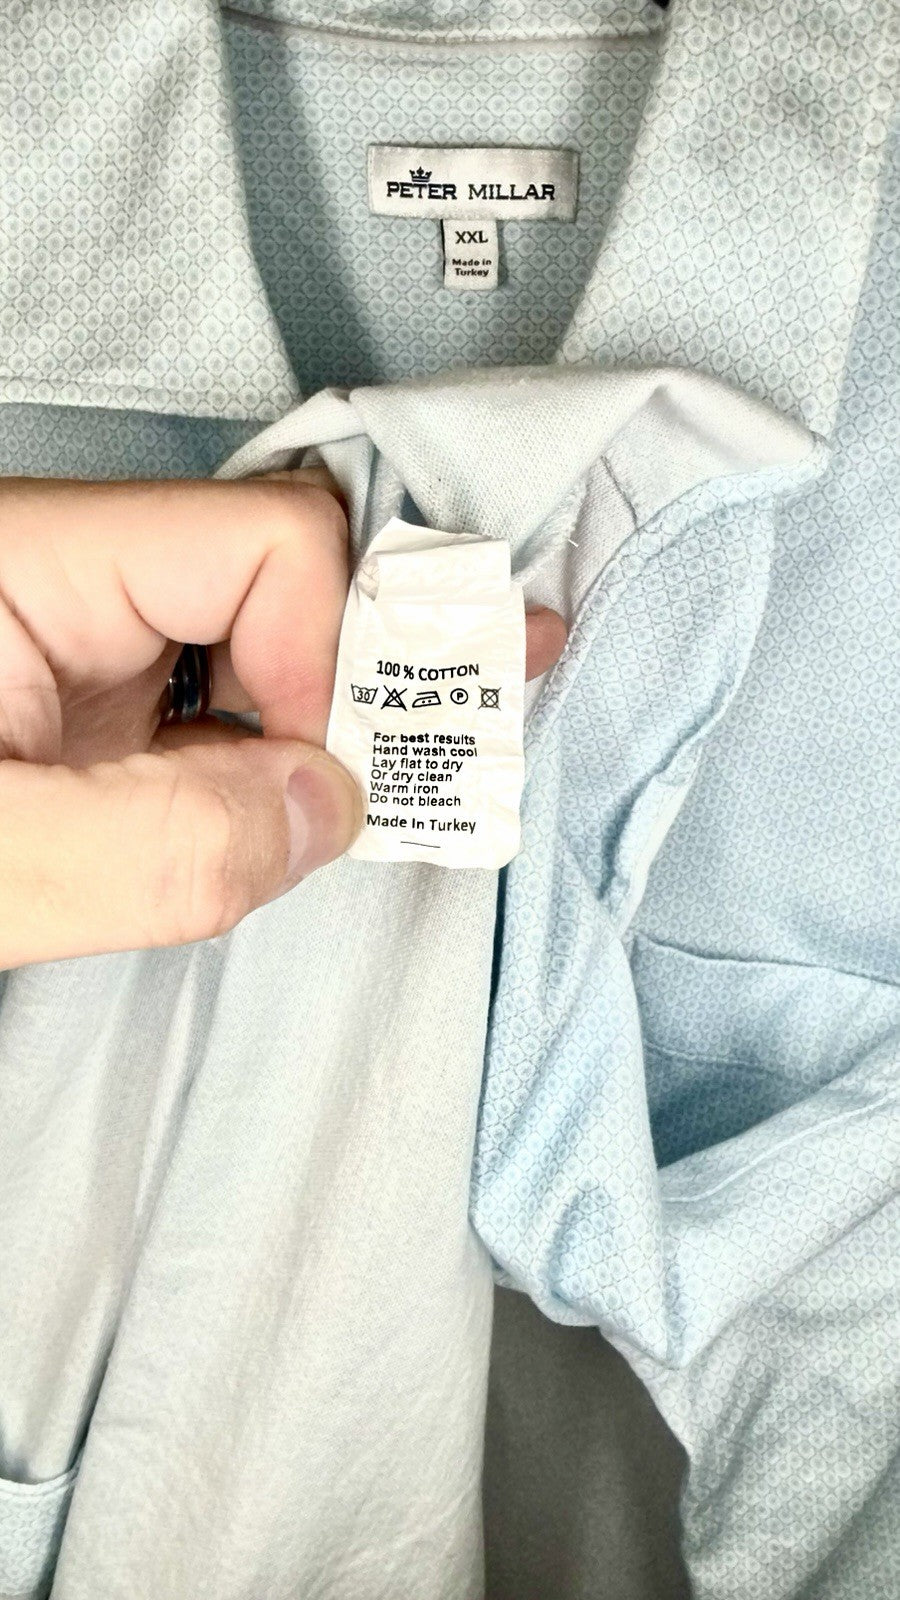 PETER MILLAR
XXL
Made in
Turkey
100 % COTTON
30 P
For best results
Hand wash cool
Lay flat to dry
Or dry clean
Warm iron
Do not bleach
Made In Turkey